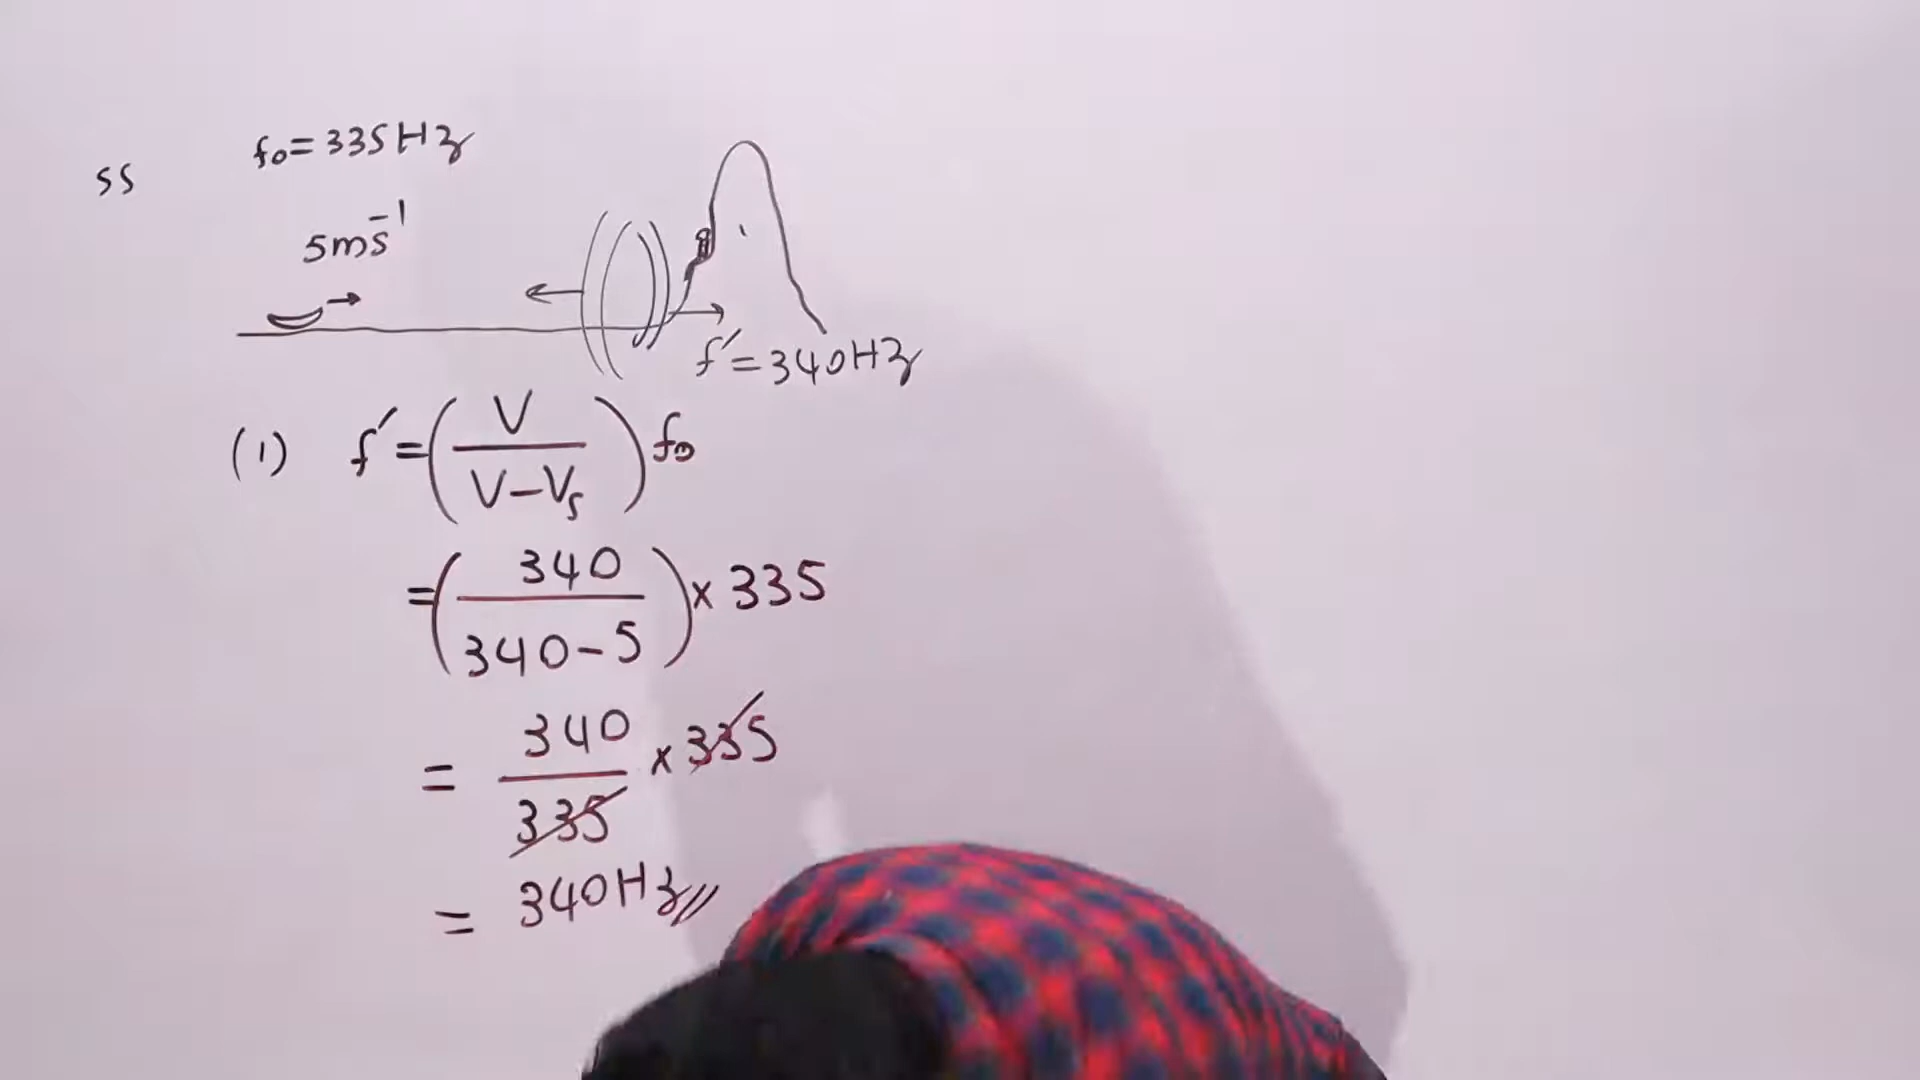 f₀ = 335Hz
55
5ms⁻¹
f′ = 340Hz
(1) f′ = (V / (V - Vs)) f₀
= (340 / (340 - 5)) × 335
= 340 / 335 × 335
= 340Hz //